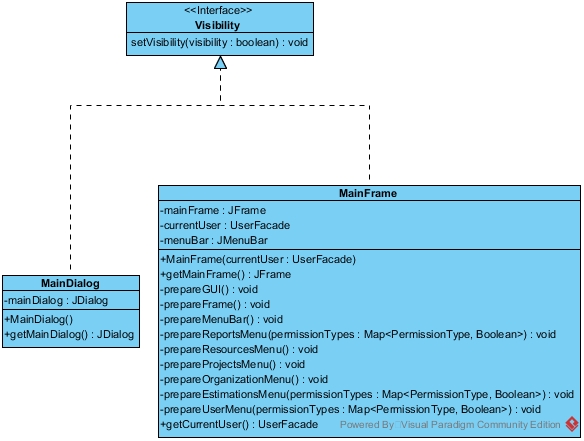 <<Interface>>
Visibility
setVisibility(visibility : boolean) : void
MainDialog
-mainDialog : JDialog
+MainDialog()
+getMainDialog() : JDialog
MainFrame
-mainFrame : JFrame
-currentUser : UserFacade
-menuBar : JMenuBar
+MainFrame(currentUser : UserFacade)
+getMainFrame() : JFrame
-prepareGUI() : void
-prepareFrame() : void
-prepareMenuBar() : void
-prepareReportsMenu(permissionTypes : Map<PermissionType, Boolean>) : void
-prepareResourcesMenu() : void
-prepareProjectsMenu() : void
-prepareOrganizationMenu() : void
-prepareEstimationsMenu(permissionTypes : Map<PermissionType, Boolean>) : void
-prepareUserMenu(permissionTypes : Map<PermissionType, Boolean>) : void
+getCurrentUser() : UserFacade
Powered By Visual Paradigm Community Edition